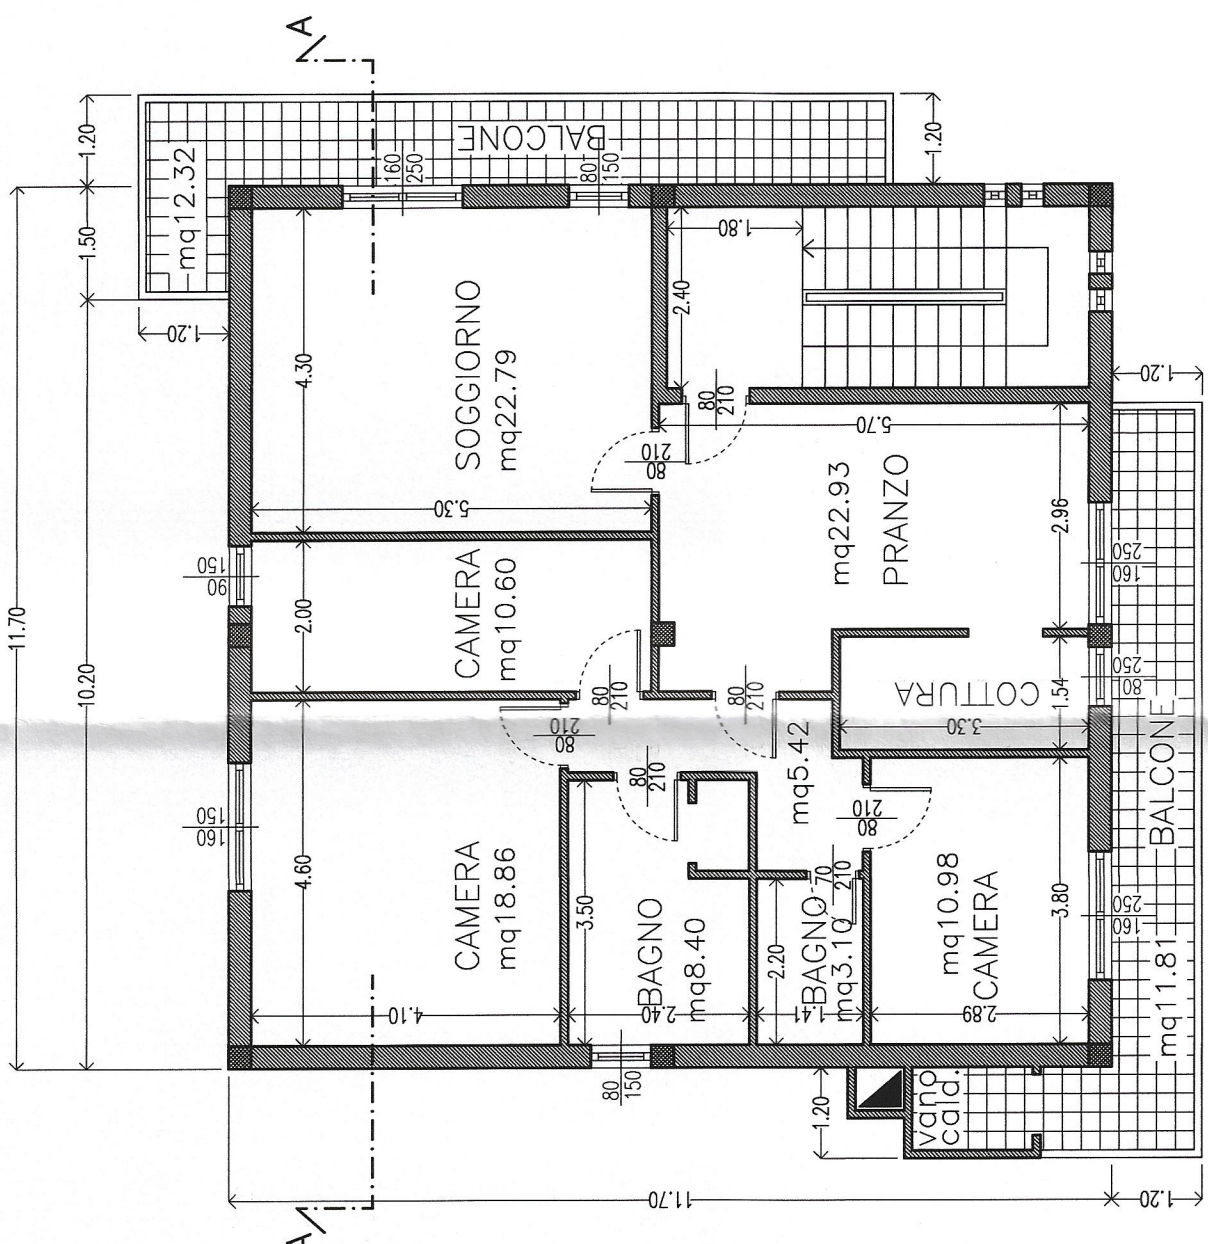 A
1.20
11.70
1.50
10.20
mq12.32
BALCONE
160
250
80
150
1.20
1.20
4.30
SOGGIORNO
mq22.79
5.30
1.80
2.40
80
210
80
210
5.70
1.20
mq22.93
PRANZO
2.96
250
160
150
90
2.00
CAMERA
mq10.60
80
210
80
210
COTTURA
3.30
1.54
250
80
80
210
80
210
mq5.42
BALCONE
150
160
4.60
CAMERA
mq18.86
4.10
3.50
BAGNO
mq8.40
2.40
2.20
70
210
BAGNO
mq3.10
1.41
80
210
mq10.98
CAMERA
2.89
3.80
250
160
mq11.81
80
150
1.20
vano
cald.
11.70
1.20
A